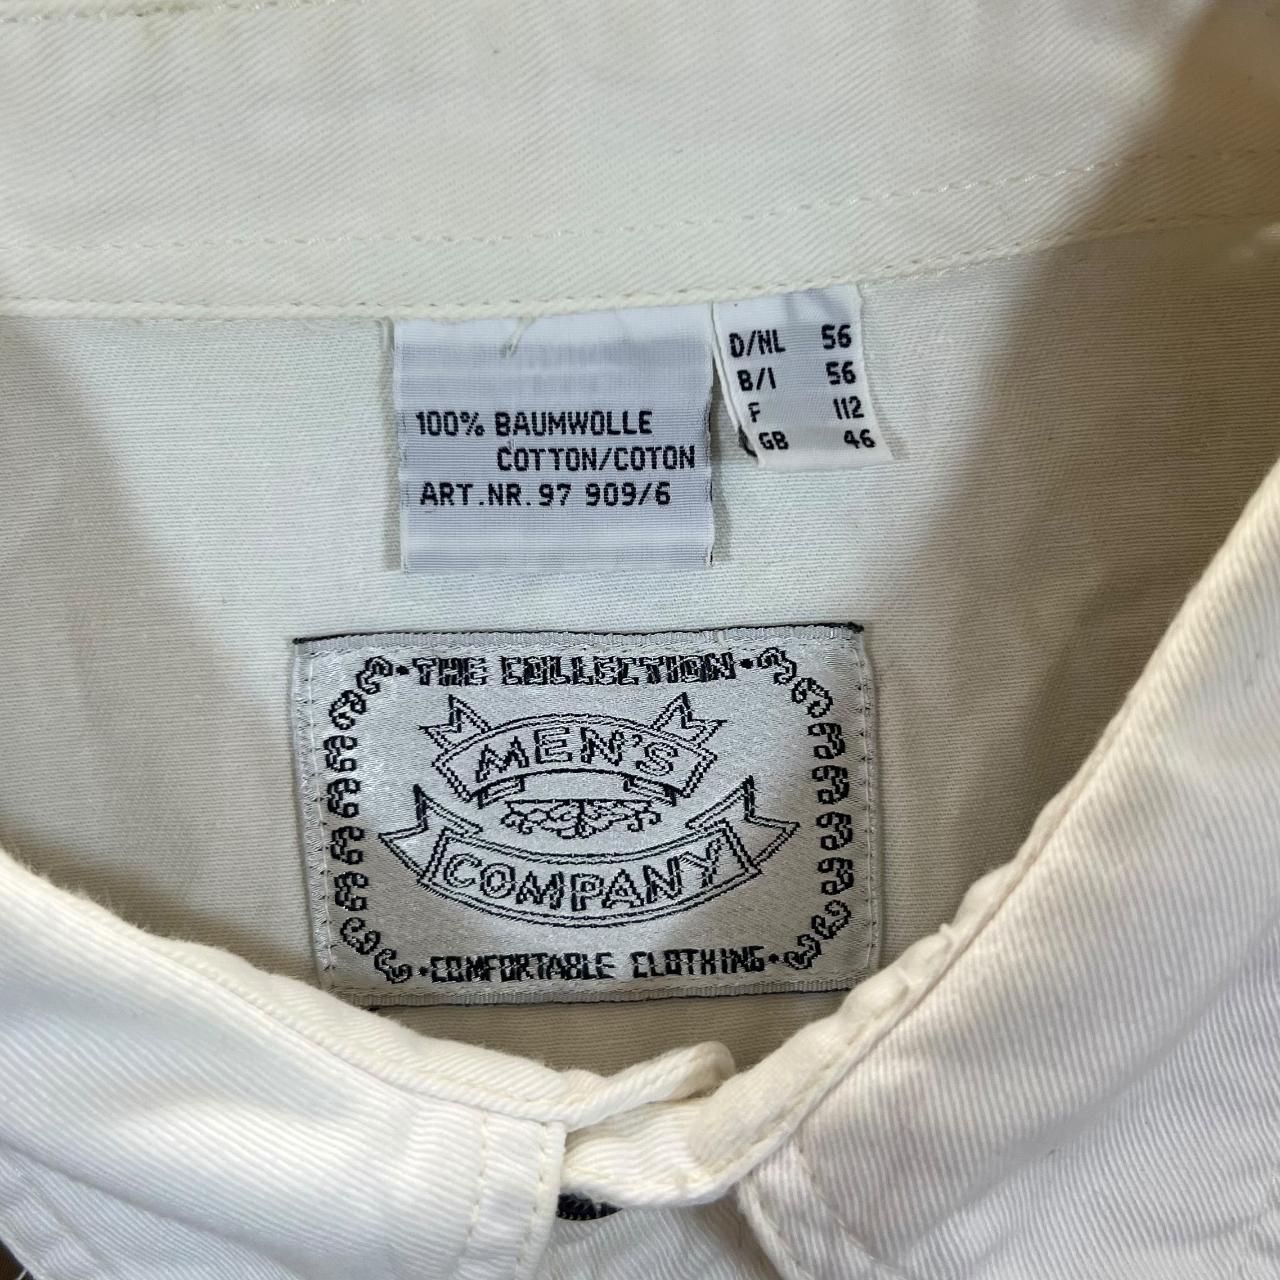 100% BAUMWOLLE
COTTON/COTON
ART.NR. 97 909/6
D/NL 56
B/I 56
F 112
GB 46
•THE COLLECTION•
MEN'S
COMPANY
•COMFORTABLE CLOTHING•